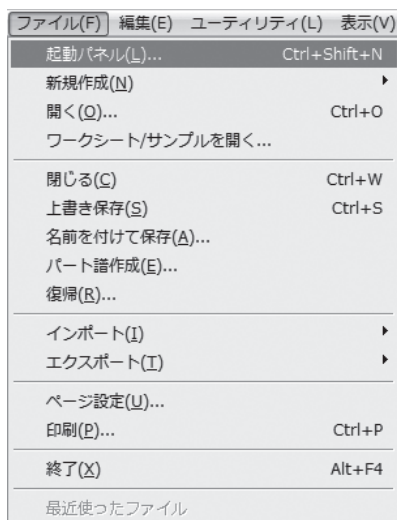 ファイル(F) 編集(E) ユーティリティ(L) 表示(V)
起動パネル(L)... Ctrl+Shift+N
新規作成(N)
開く(O)... Ctrl+O
ワークシート/サンプルを開く...
閉じる(C) Ctrl+W
上書き保存(S) Ctrl+S
名前を付けて保存(A)...
パート譜作成(E)...
復帰(R)...
インポート(I)
エクスポート(T)
ページ設定(U)...
印刷(P)... Ctrl+P
終了(X) Alt+F4
最近使ったファイル